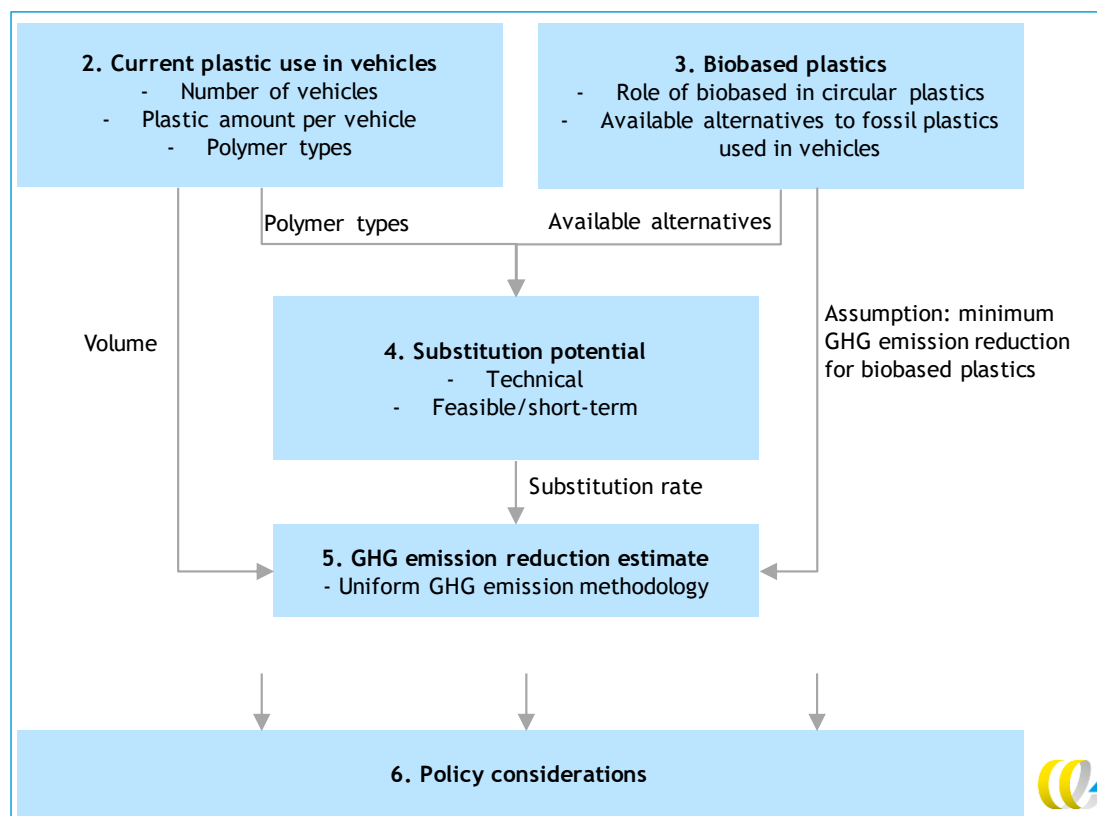 2. Current plastic use in vehicles
- Number of vehicles
- Plastic amount per vehicle
- Polymer types
3. Biobased plastics
- Role of biobased in circular plastics
- Available alternatives to fossil plastics
used in vehicles
Polymer types
Available alternatives
Volume
4. Substitution potential
- Technical
- Feasible/short-term
Assumption: minimum
GHG emission reduction
for biobased plastics
Substitution rate
5. GHG emission reduction estimate
- Uniform GHG emission methodology
6. Policy considerations